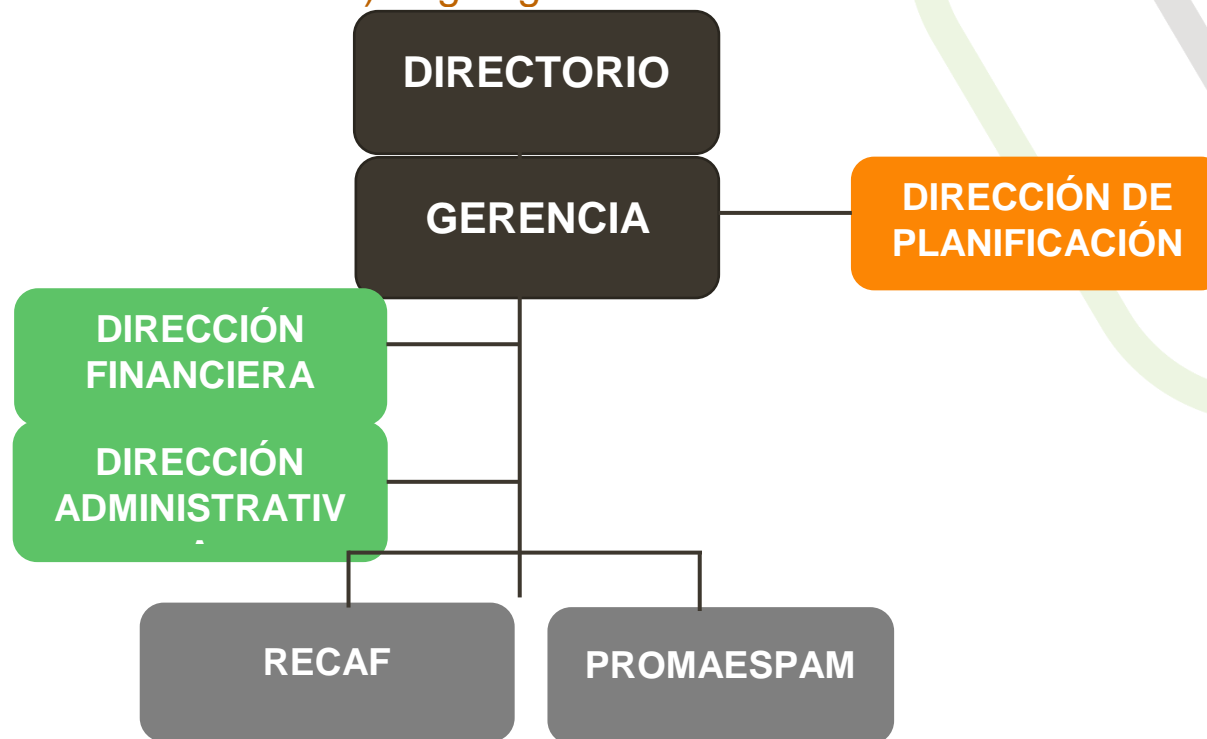 DIRECTORIO
GERENCIA
DIRECCIÓN DE
PLANIFICACIÓN
DIRECCIÓN
FINANCIERA
DIRECCIÓN
ADMINISTRATIV
RECAF
PROMAESPAM